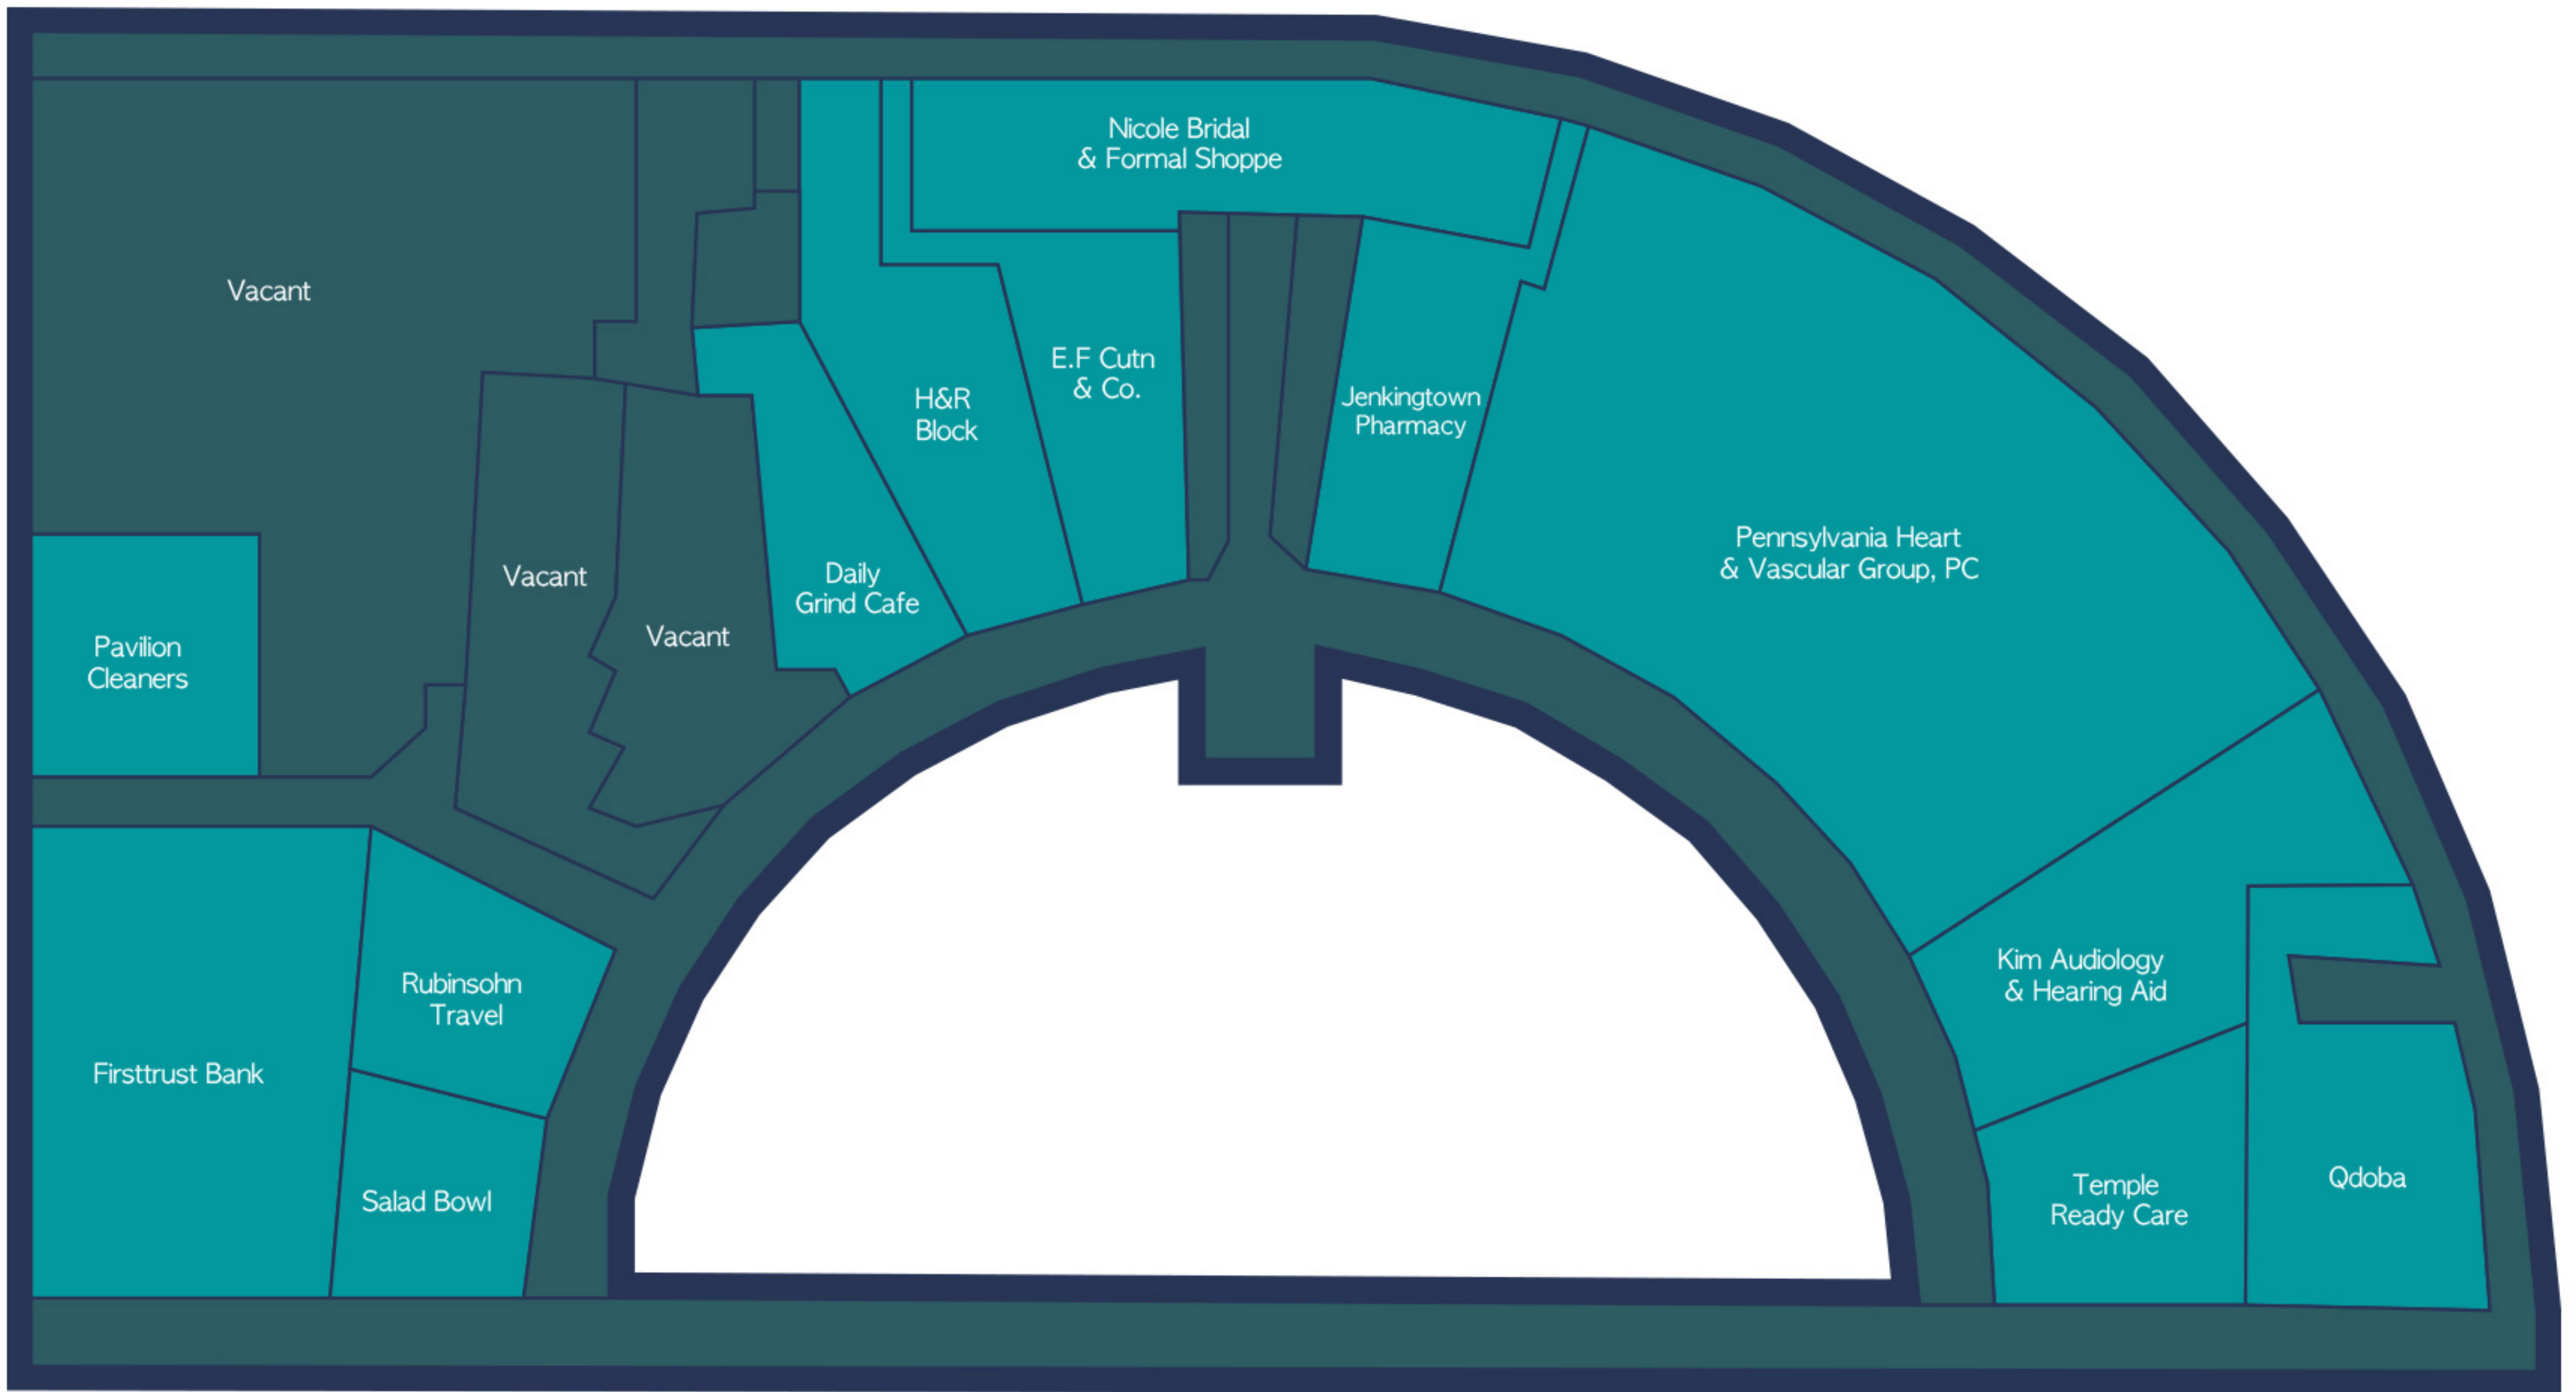 Nicole Bridal
& Formal Shoppe
Vacant
E.F Cutn
& Co.
H&R
Block
Jenkingtown
Pharmacy
Pennsylvania Heart
& Vascular Group, PC
Vacant
Daily
Grind Cafe
Vacant
Pavilion
Cleaners
Kim Audiology
& Hearing Aid
Rubinsohn
Travel
Firsttrust Bank
Qdoba
Temple
Ready Care
Salad Bowl